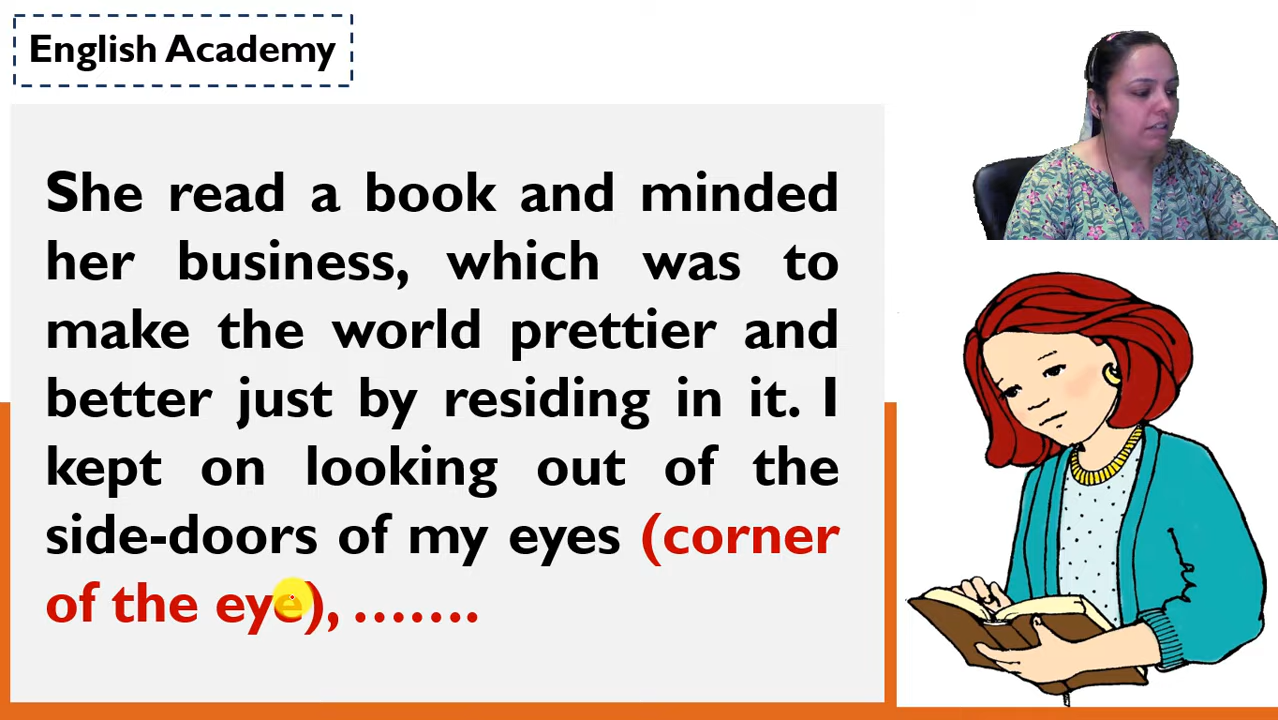 English Academy
She read a book and minded
her business, which was to
make the world prettier and
better just by residing in it. I
kept on looking out of the
side-doors of my eyes (corner
of the eye), .......